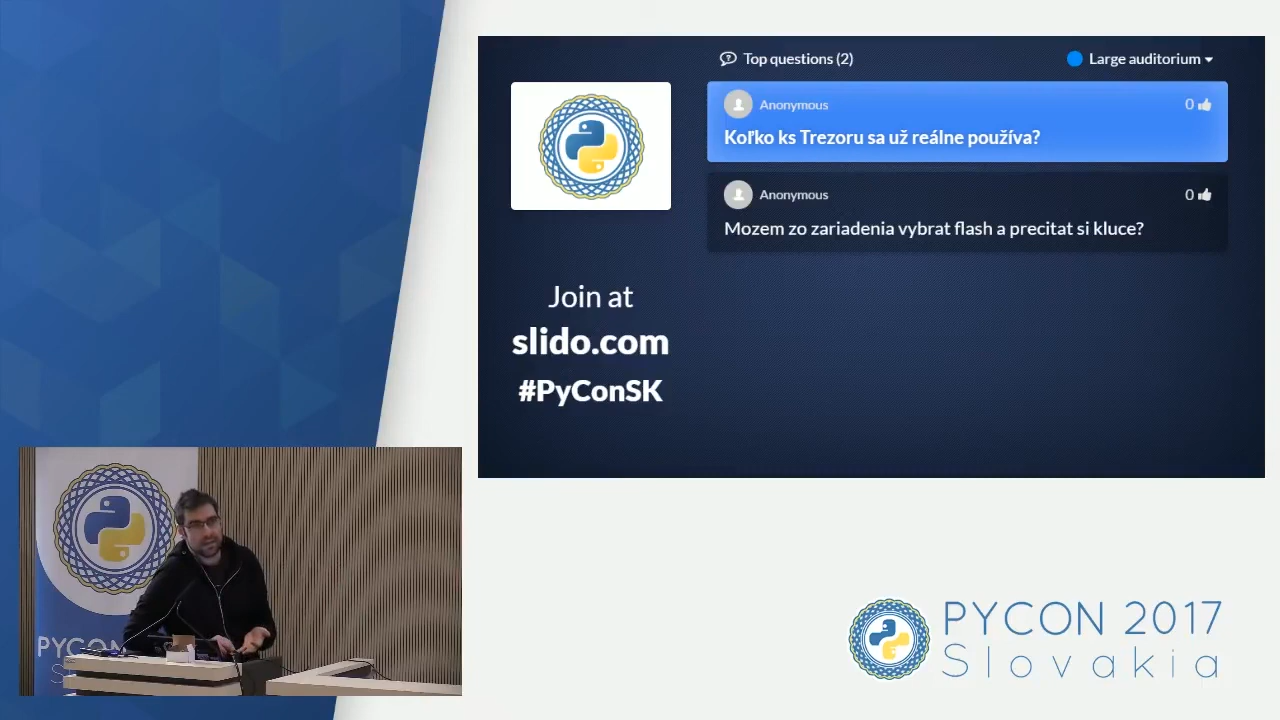 Top questions (2)
Large auditorium
Anonymous
0
Koľko ks Trezoru sa už reálne používa?
Anonymous
0
Mozem zo zariadenia vybrat flash a precitat si kluce?
Join at
slido.com
#PyConSK
PYCON
S
PYCON 2017
Slovakia